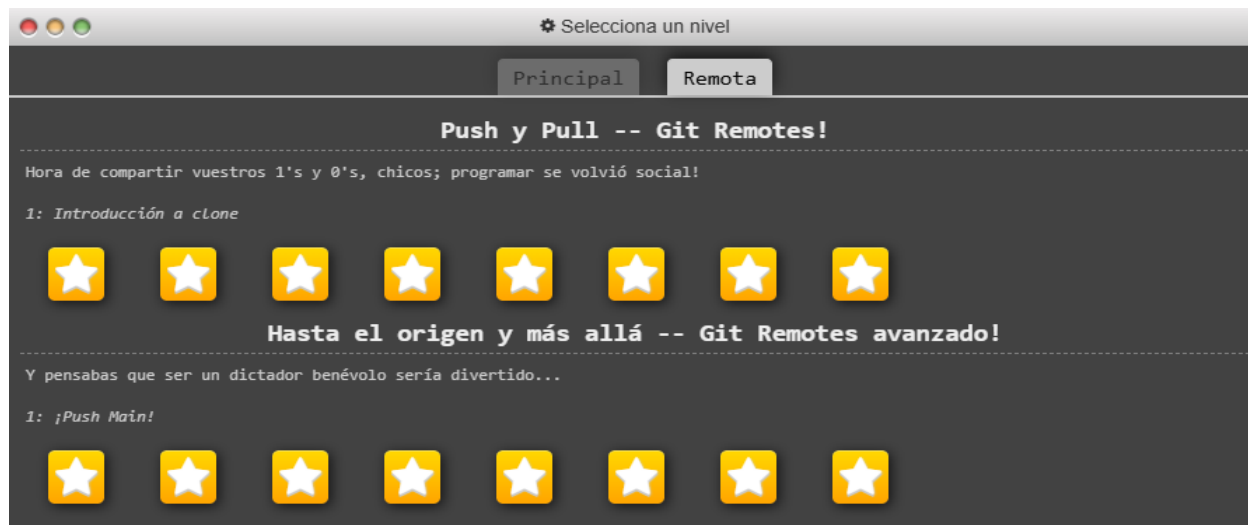 Selecciona un nivel
Principal
Remota
Push y Pull -- Git Remotes!
Hora de compartir vuestros 1's y 0's, chicos; programar se volvió social!
1: Introducción a clone
Hasta el origen y más allá -- Git Remotes avanzado!
Y pensabas que ser un dictador benévolo sería divertido...
1: ¡Push Main!